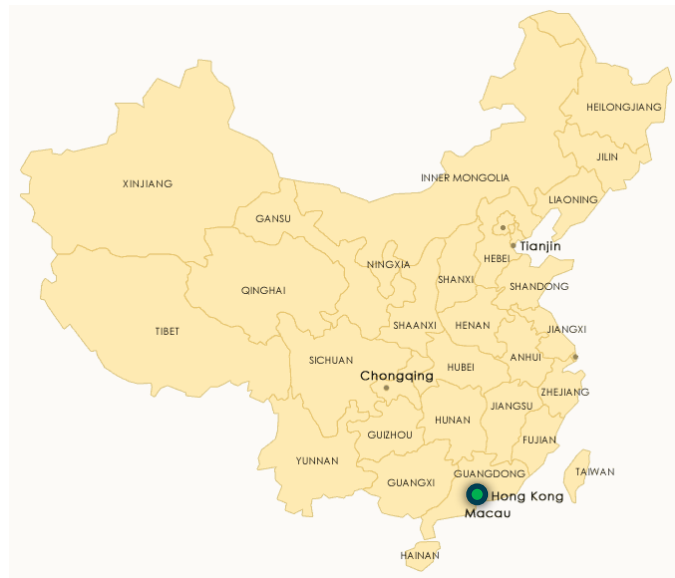 HEILONGJIANG
JILIN
INNER MONGOLIA
XINJIANG
LIAONING
GANSU
Tianjin
HEBEI
NINGXIA
SHANXI
SHANDONG
QINGHAI
SHAANXI
HENAN
JIANGXI
TIBET
ANHUI
SICHUAN
HUBEI
Chongqing
ZHEJIANG
JIANGSU
HUNAN
GUIZHOU
FUJIAN
YUNNAN
GUANGDONG
TAIWAN
GUANGXI
Hong Kong
Macau
HAINAN